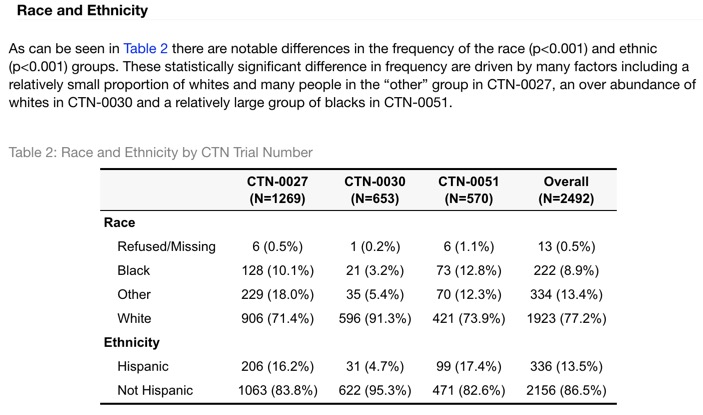 Race and Ethnicity
As can be seen in Table 2 there are notable differences in the frequency of the race (p<0.001) and ethnic
(p<0.001) groups. These statistically significant difference in frequency are driven by many factors including a
relatively small proportion of whites and many people in the “other” group in CTN-0027, an over abundance of
whites in CTN-0030 and a relatively large group of blacks in CTN-0051.
Table 2: Race and Ethnicity by CTN Trial Number
CTN-0027 CTN-0030 CTN-0051 Overall
(N=1269) (N=653) (N=570) (N=2492)
Race
Refused/Missing 6 (0.5%) 1 (0.2%) 6 (1.1%) 13 (0.5%)
Black 128 (10.1%) 21 (3.2%) 73 (12.8%) 222 (8.9%)
Other 229 (18.0%) 35 (5.4%) 70 (12.3%) 334 (13.4%)
White 906 (71.4%) 596 (91.3%) 421 (73.9%) 1923 (77.2%)
Ethnicity
Hispanic 206 (16.2%) 31 (4.7%) 99 (17.4%) 336 (13.5%)
Not Hispanic 1063 (83.8%) 622 (95.3%) 471 (82.6%) 2156 (86.5%)